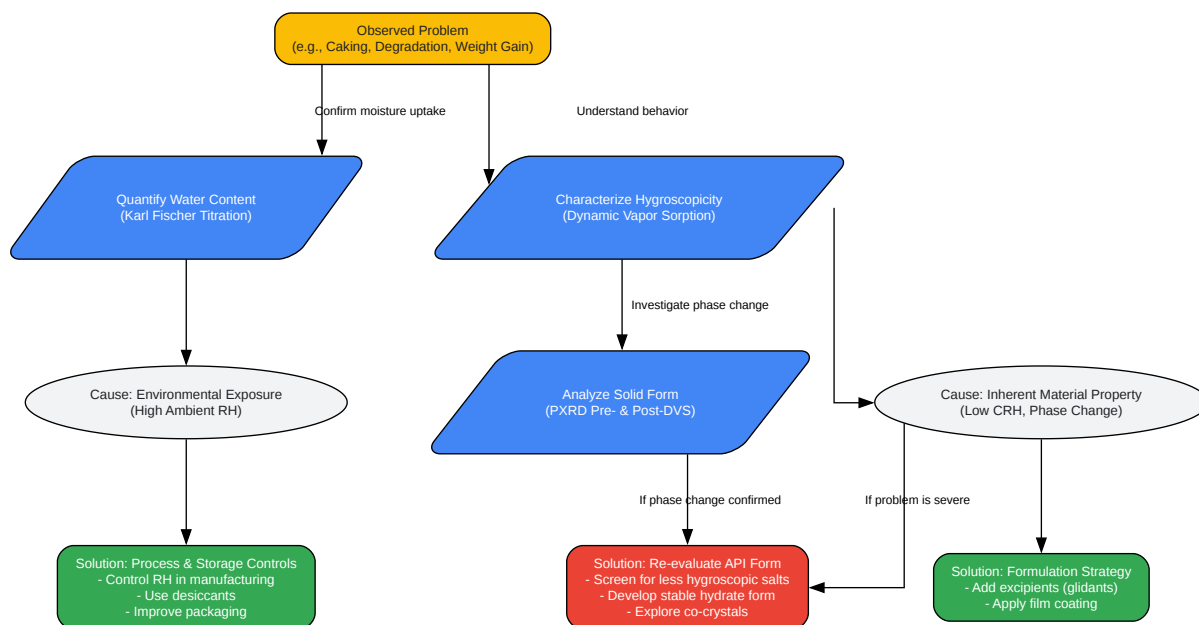 Observed Problem
(e.g., Caking, Degradation, Weight Gain)
Confirm moisture uptake
Understand behavior
Quantify Water Content
(Karl Fischer Titration)
Characterize Hygroscopicity
(Dynamic Vapor Sorption)
Investigate phase change
Cause: Environmental Exposure
(High Ambient RH)
Analyze Solid Form
(PXRD Pre- & Post-DVS)
Cause: Inherent Material Property
(Low CRH, Phase Change)
If phase change confirmed
If problem is severe
Solution: Process & Storage Controls
- Control RH in manufacturing
- Use desiccants
- Improve packaging
Solution: Re-evaluate API Form
- Screen for less hygroscopic salts
- Develop stable hydrate form
- Explore co-crystals
Solution: Formulation Strategy
- Add excipients (glidants)
- Apply film coating